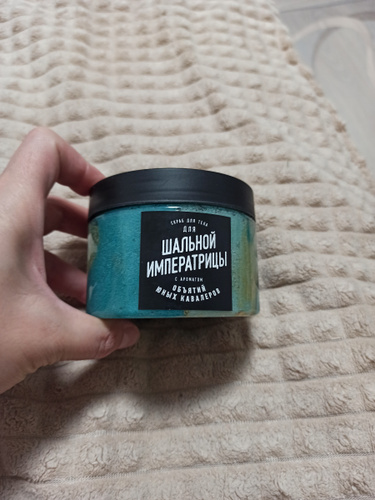 СКРАБ ДЛЯ ТЕЛА
ДЛЯ
ШАЛЬНОЙ
ИМПЕРАТРИЦЫ
С АРОМАТОМ
ОБЪЯТИЙ
ЮНЫХ КАВАЛЕРОВ